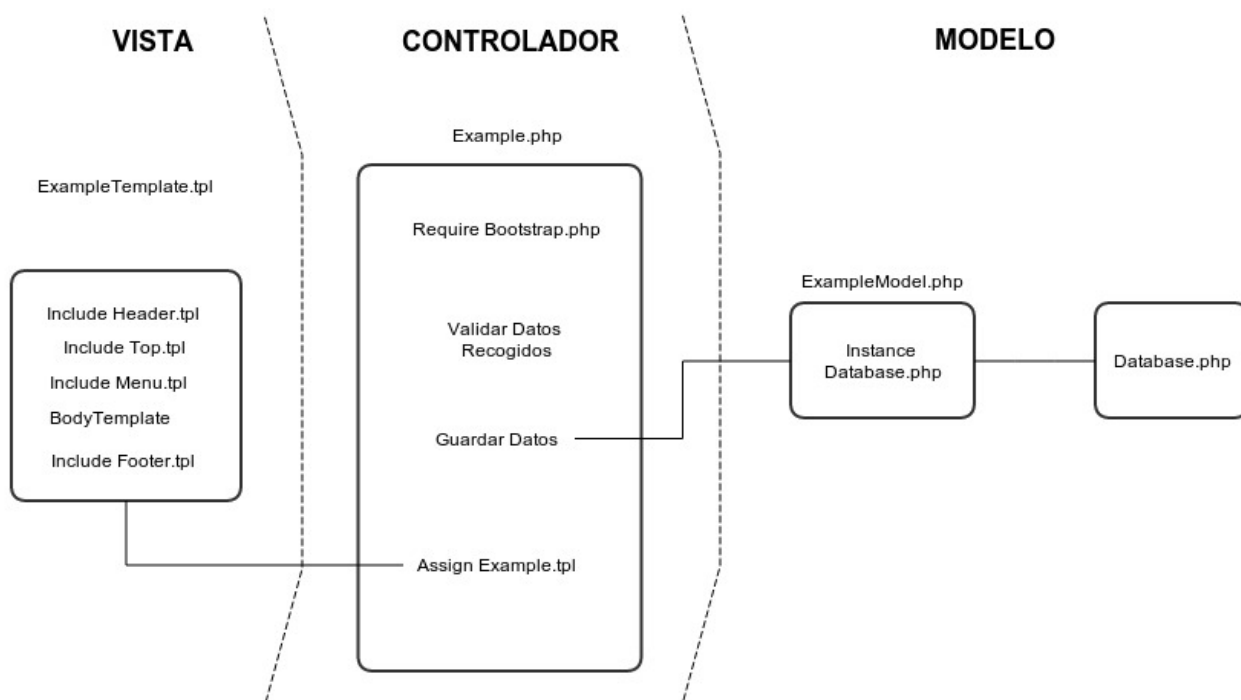 VISTA
CONTROLADOR
MODELO
ExampleTemplate.tpl
Include Header.tpl
Include Top.tpl
Include Menu.tpl
BodyTemplate
Include Footer.tpl
Example.php
Require Bootstrap.php
Validar Datos
Recogidos
Guardar Datos
Assign Example.tpl
ExampleModel.php
Instance
Database.php
Database.php